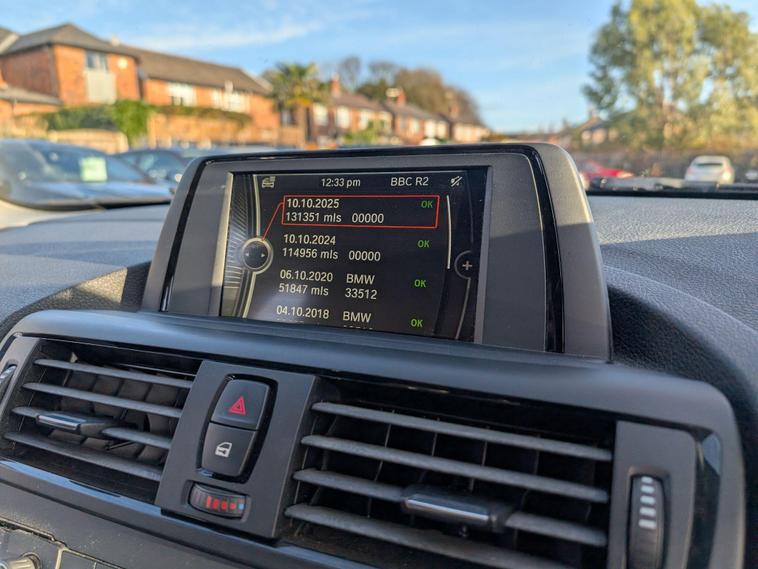 12:33 pm BBC R2
10.10.2025 OK
131351 mls 00000
10.10.2024
114956 mls 00000 OK
06.10.2020 BMW
51847 mls 33512 OK
04.10.2018 BMW
OK